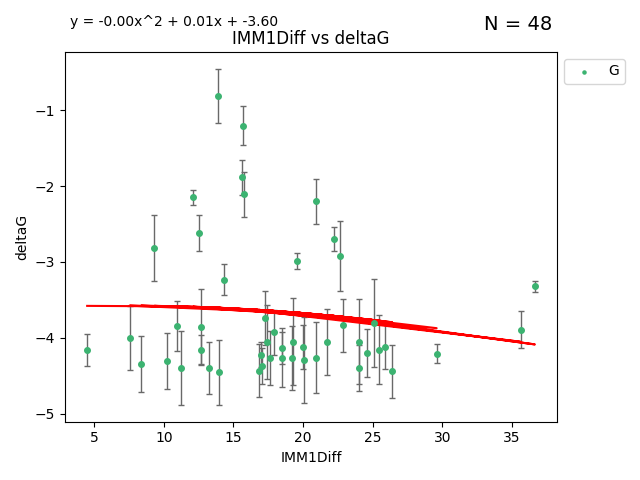 y = -0.00x^2 + 0.01x + -3.60
N = 48
IMM1Diff vs deltaG
G
deltaG
−1
−2
−3
−4
−5
5 10 15 20 25 30 35
IMM1Diff